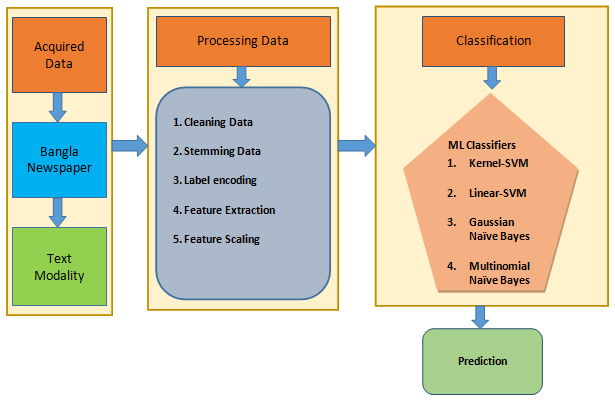 Acquired
Data
Bangla
Newspaper
Text
Modality
Processing Data
1. Cleaning Data
2. Stemming Data
3. Label encoding
4. Feature Extraction
5. Feature Scaling
Classification
ML Classifiers
1. Kernel-SVM
2. Linear-SVM
3. Gaussian
Naïve Bayes
4. Multinomial
Naïve Bayes
Prediction